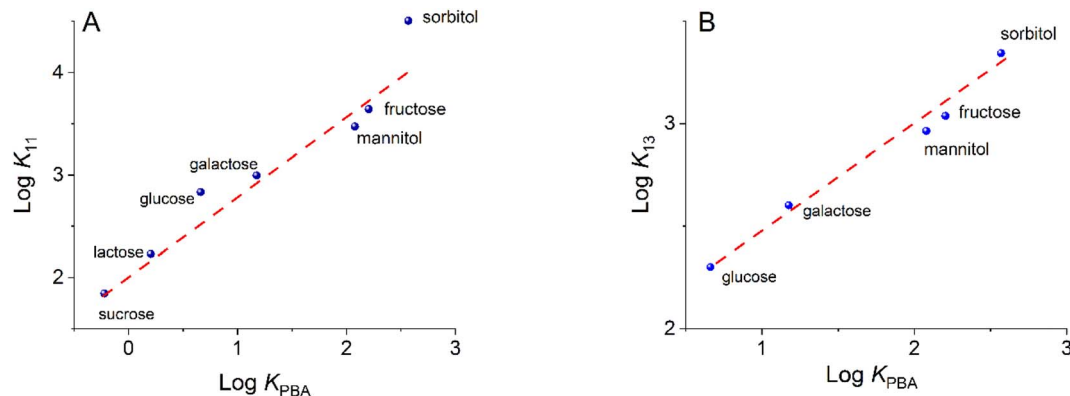 A
sorbitol
4
fructose
mannitol
galactose
3
glucose
lactose
2
sucrose
Log K11
0
1
2
3
Log KPBA
B
sorbitol
fructose
3
mannitol
galactose
glucose
2
Log K13
1
2
3
Log KPBA